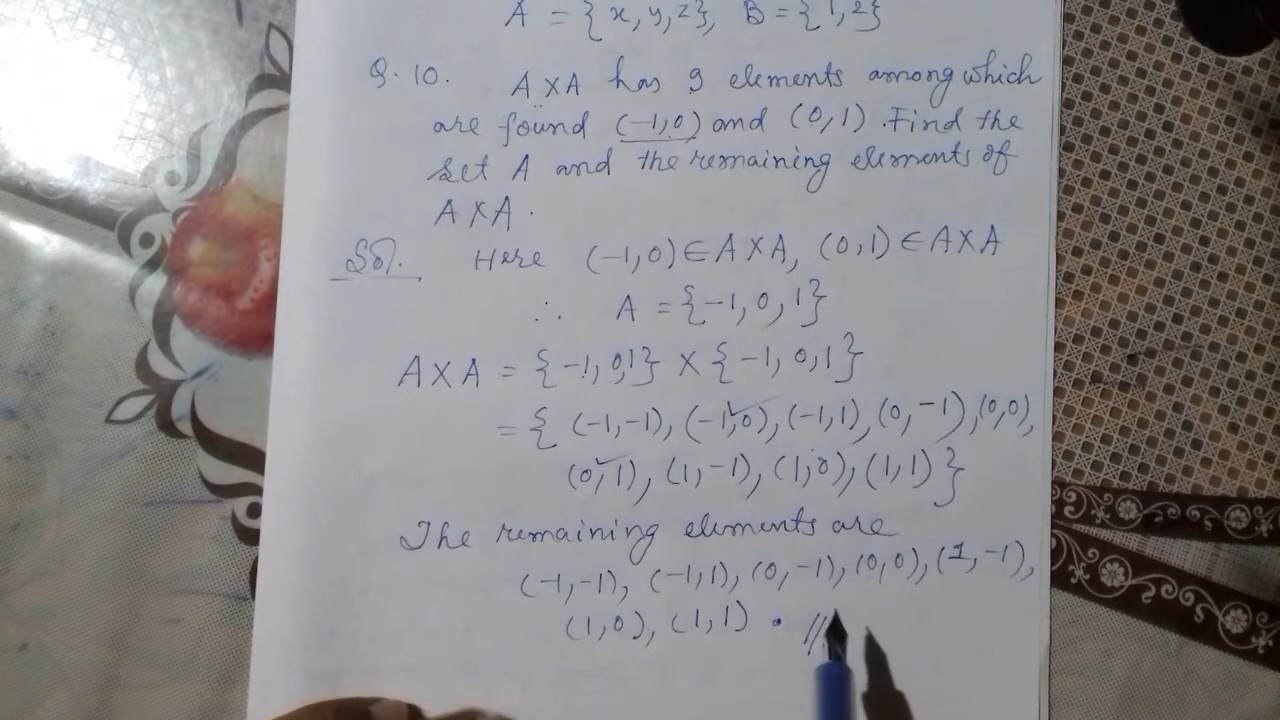 A = {x, y, z}, B = {1, 2}
Q. 10. A X A has 9 elements among which
are found (-1, 0) and (0, 1). Find the
set A and the remaining elements of
A X A.
Sol. Here (-1, 0) ∈ A X A, (0, 1) ∈ A X A
∴ A = {-1, 0, 1}
A X A = {-1, 0, 1} X {-1, 0, 1}
= { (-1, -1), (-1, 0), (-1, 1), (0, -1), (0, 0),
(0, 1), (1, -1), (1, 0), (1, 1) }
The remaining elements are
(-1, -1), (-1, 1), (0, -1), (0, 0), (1, -1),
(1, 0), (1, 1) . //